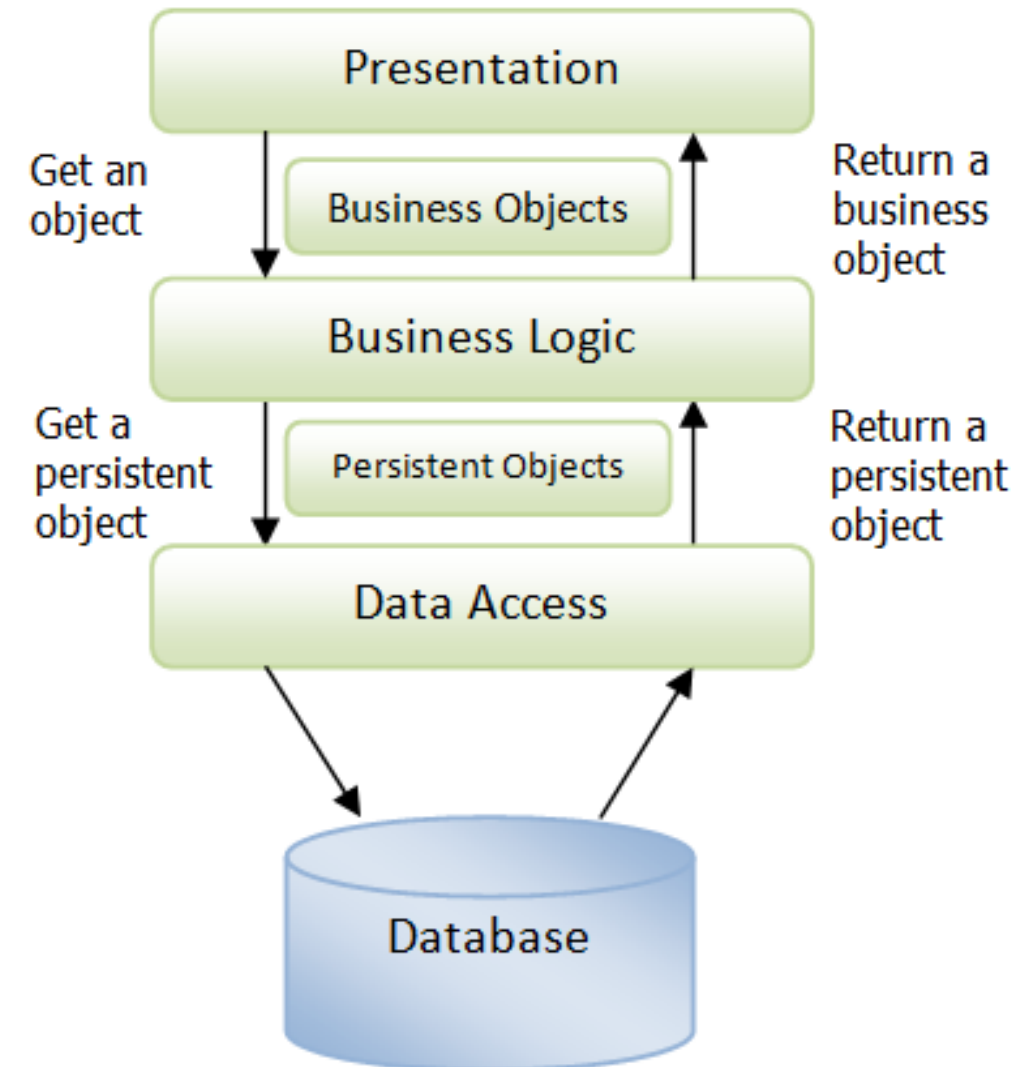 Presentation
Get an
object
Business Objects
Return a
business
object
Business Logic
Get a
persistent
object
Persistent Objects
Return a
persistent
object
Data Access
Database